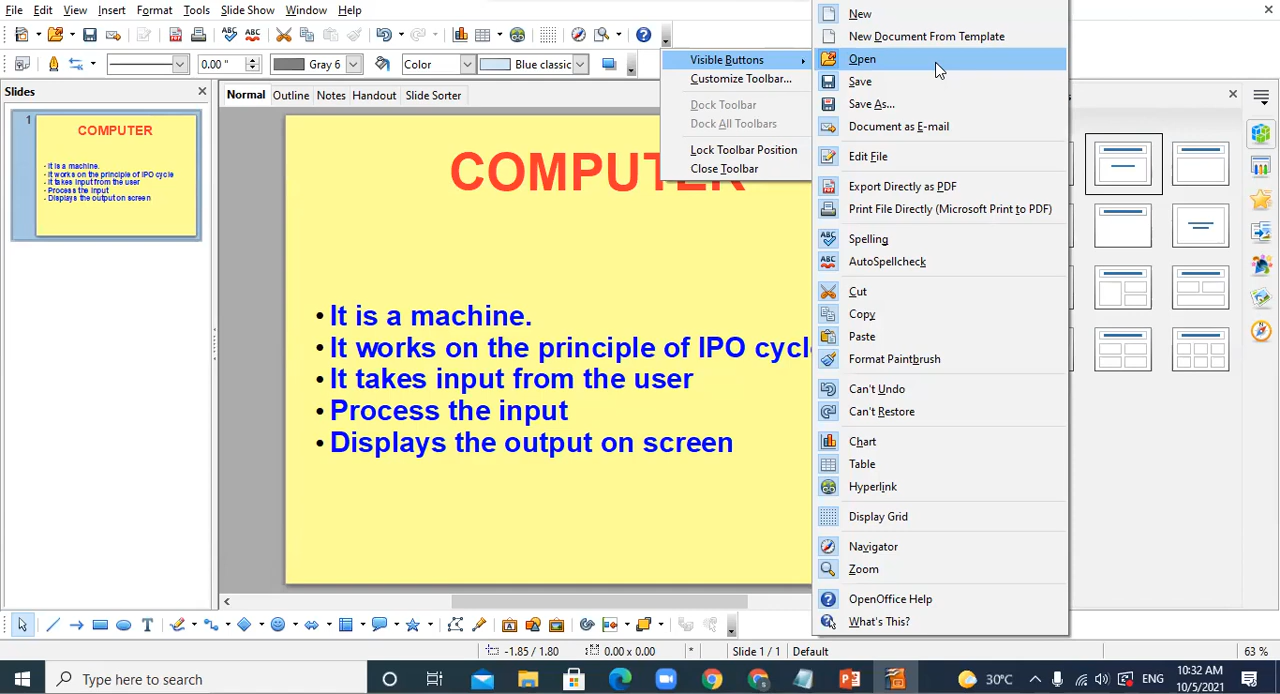 File Edit View Insert Format Tools Slide Show Window Help
0.00 " Gray 6 Color Blue classic
Slides
Normal Outline Notes Handout Slide Sorter
1
COMPUTER
It is a machine.
It works on the principle of IPO cycle
It takes input from the user
Process the input
Displays the output on screen
COMPUTER
• It is a machine.
• It works on the principle of IPO cycle
• It takes input from the user
• Process the input
• Displays the output on screen
Visible Buttons
Customize Toolbar...
Dock Toolbar
Dock All Toolbars
Lock Toolbar Position
Close Toolbar
New
New Document From Template
Open
Save
Save As...
Document as E-mail
Edit File
Export Directly as PDF
Print File Directly (Microsoft Print to PDF)
Spelling
AutoSpellcheck
Cut
Copy
Paste
Format Paintbrush
Can't Undo
Can't Restore
Chart
Table
Hyperlink
Display Grid
Navigator
Zoom
OpenOffice Help
What's This?
-1.85 / 1.80 0.00 x 0.00 * Slide 1 / 1 Default 63 %
Type here to search 30°C ENG 10:32 AM
10/5/2021